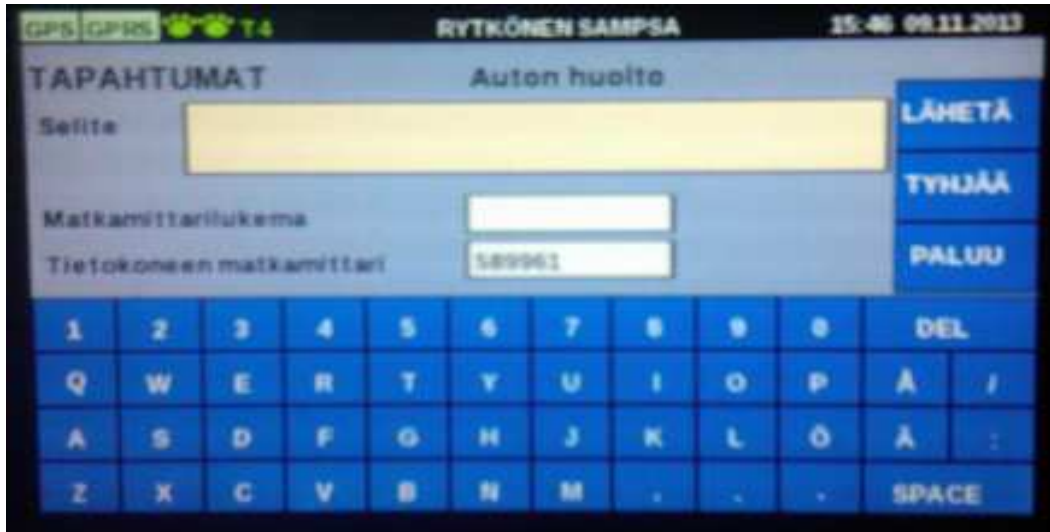 GPS GPRS T4 RYTKÖNEN SAMPSA 15:46 09.11.2013
TAPAHTUMAT Auton huolto
Selite
LÄHETÄ
TYHJÄÄ
Matkamittarilukema
Tietokoneen matkamittari 589961
PALUU
1 2 3 4 5 6 7 8 9 0 DEL
Q W E R T Y U I O P Å /
A S D F G H J K L Ö Ä :
Z X C V B N M SPACE